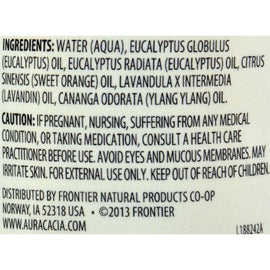 INGREDIENTS: WATER (AQUA), EUCALYPTUS GLOBULUS
(EUCALYPTUS) OIL, EUCALYPTUS RADIATA (EUCALYPTUS) OIL, CITRUS
SINENSIS (SWEET ORANGE) OIL, LAVANDULA X INTERMEDIA
(LAVANDIN) OIL, CANANGA ODORATA (YLANG YLANG) OIL.
CAUTION: IF PREGNANT, NURSING, SUFFERING FROM ANY MEDICAL
CONDITION, OR TAKING MEDICATION, CONSULT A HEALTH CARE
PRACTITIONER BEFORE USE. AVOID EYES AND MUCOUS MEMBRANES. MAY
IRRITATE SKIN. FOR EXTERNAL USE ONLY. KEEP OUT OF REACH OF CHILDREN.
DISTRIBUTED BY FRONTIER NATURAL PRODUCTS CO-OP
NORWAY, IA 52318 USA • ©2013 FRONTIER
WWW.AURACACIA.COM
L188242A